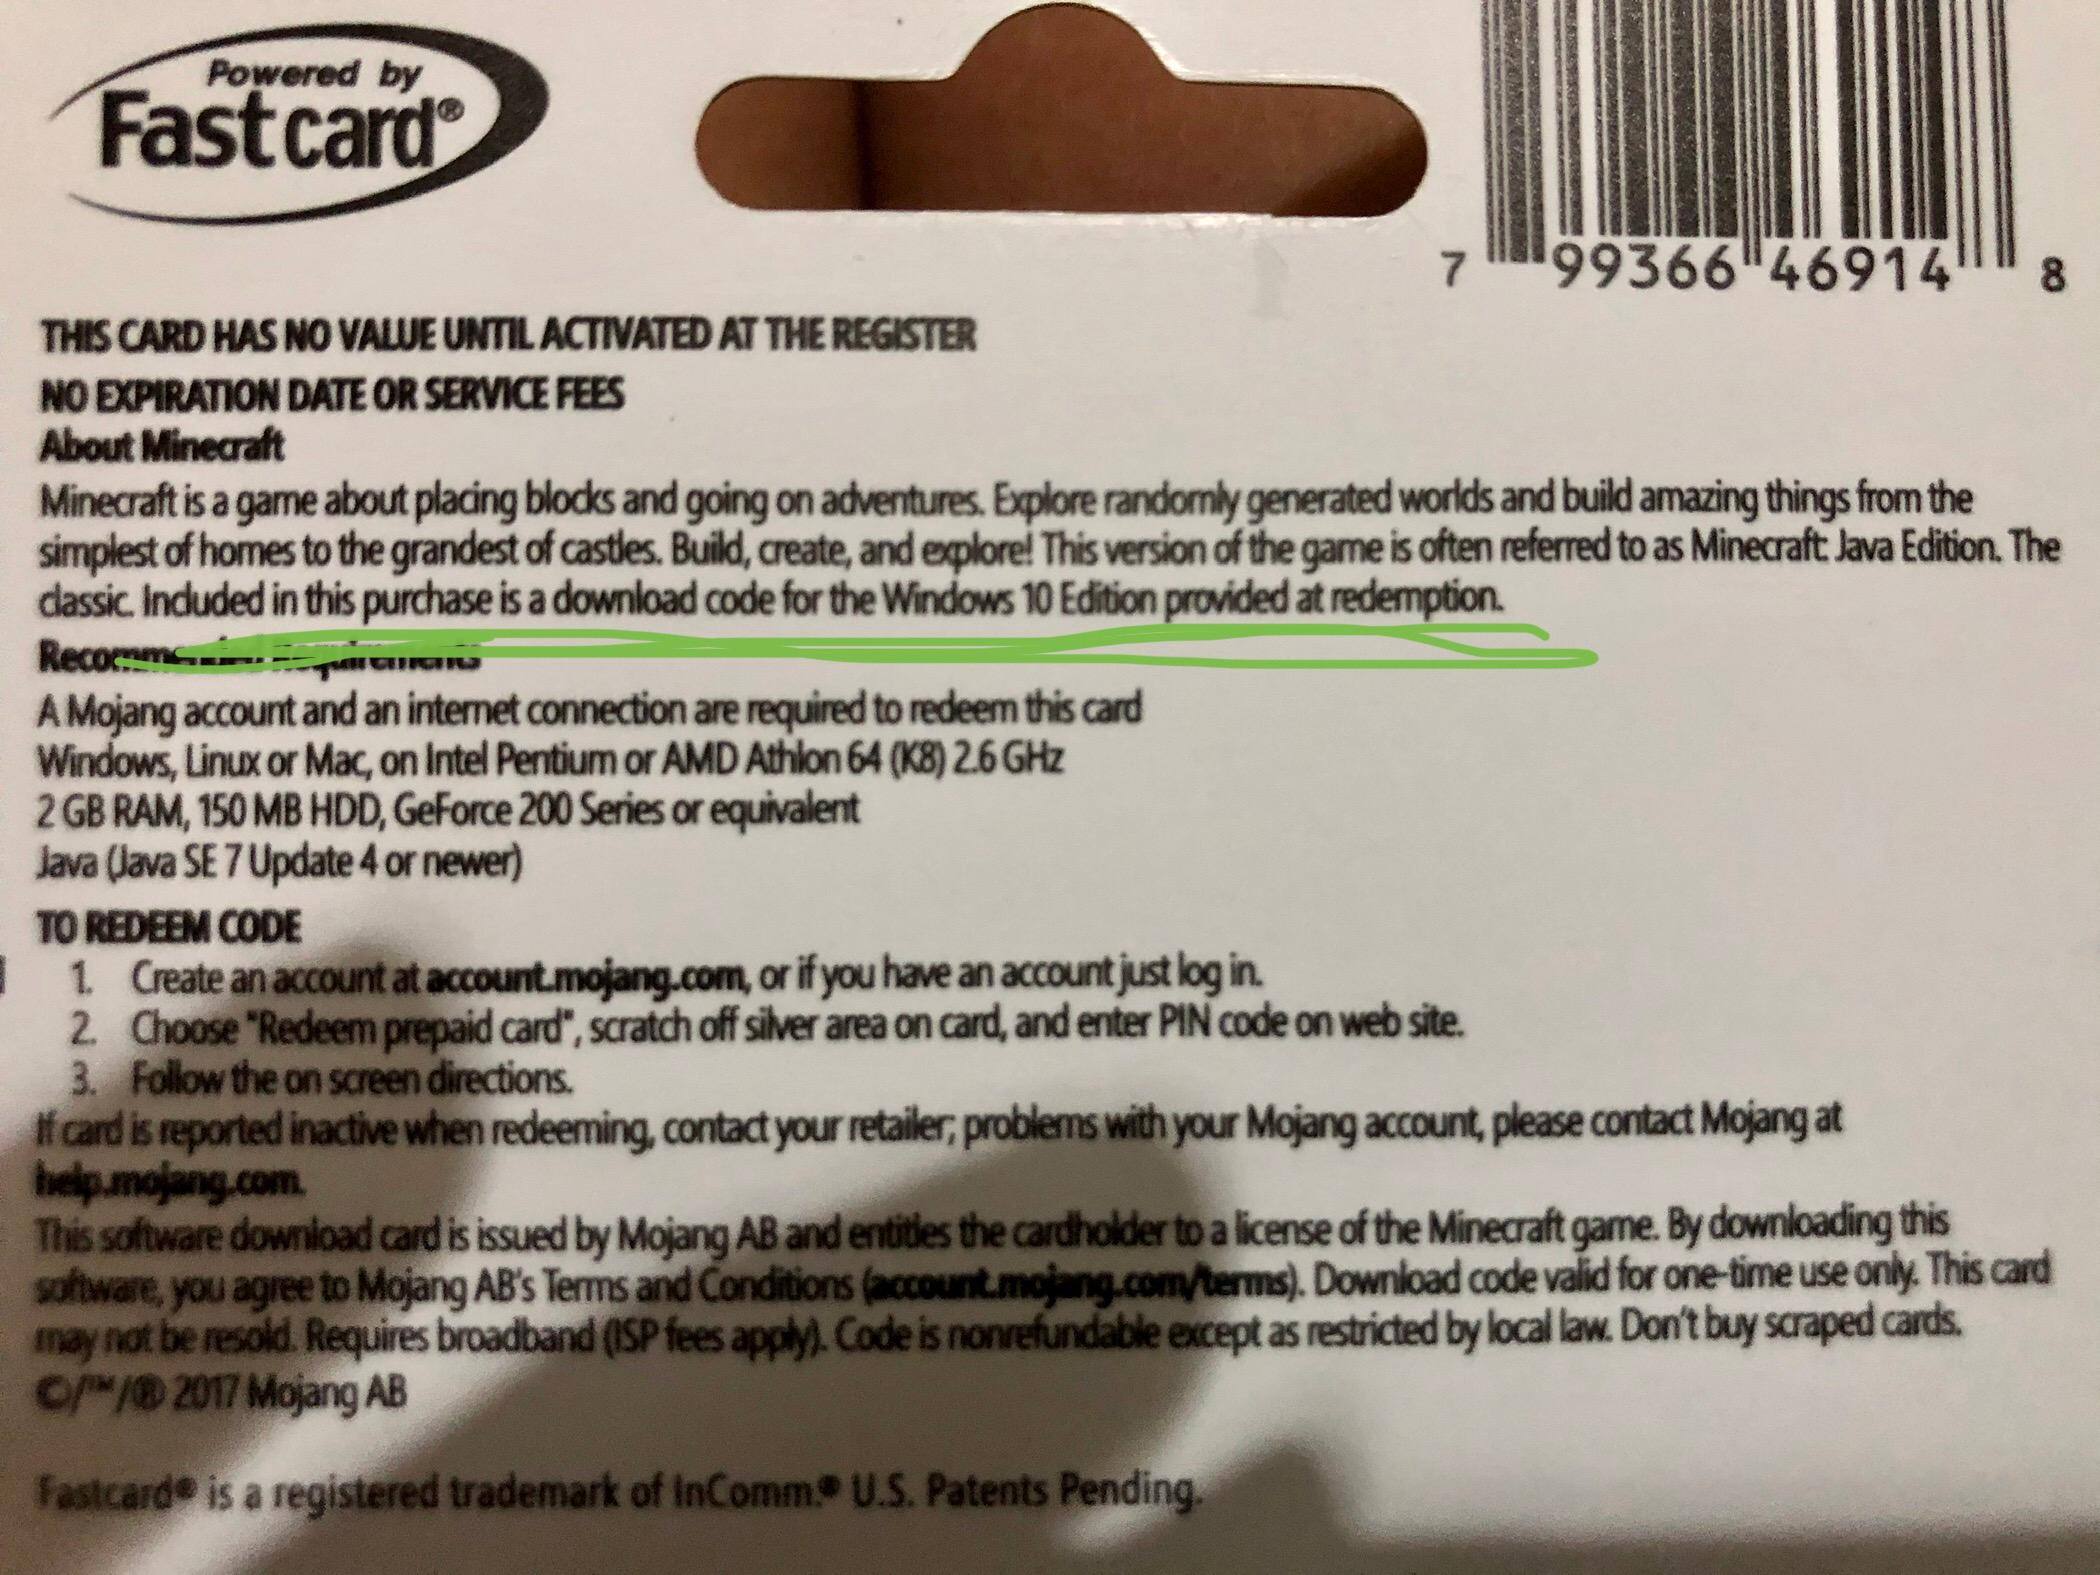 Powered by
Fastcard®
7 99366 46914 8
THIS CARD HAS NO VALUE UNTIL ACTIVATED AT THE REGISTER
NO EXPIRATION DATE OR SERVICE FEES
About Minecraft
Minecraft is a game about placing blocks and going on adventures. Explore randomly generated worlds and build amazing things from the
simplest of homes to the grandest of castles. Build, create, and explore! This version of the game is often referred to as Minecraft: Java Edition. The
classic. Included in this purchase is a download code for the Windows 10 Edition provided at redemption.
Recommended Requirements
A Mojang account and an internet connection are required to redeem this card
Windows, Linux or Mac, on Intel Pentium or AMD Athlon 64 (K8) 2.6 GHz
2 GB RAM, 150 MB HDD, GeForce 200 Series or equivalent
Java (Java SE 7 Update 4 or newer)
TO REDEEM CODE
1. Create an account at account.mojang.com, or if you have an account just log in.
2. Choose "Redeem prepaid card", scratch off silver area on card, and enter PIN code on web site.
3. Follow the on screen directions.
If card is reported inactive when redeeming, contact your retailer; problems with your Mojang account, please contact Mojang at
help.mojang.com.
This software download card is issued by Mojang AB and entitles the cardholder to a license of the Minecraft game. By downloading this
software, you agree to Mojang AB's Terms and Conditions (account.mojang.com/terms). Download code valid for one-time use only. This card
may not be resold. Requires broadband (ISP fees apply). Code is nonrefundable except as restricted by local law. Don't buy scraped cards.
©/™/® 2017 Mojang AB
Fastcard® is a registered trademark of InComm.® U.S. Patents Pending.